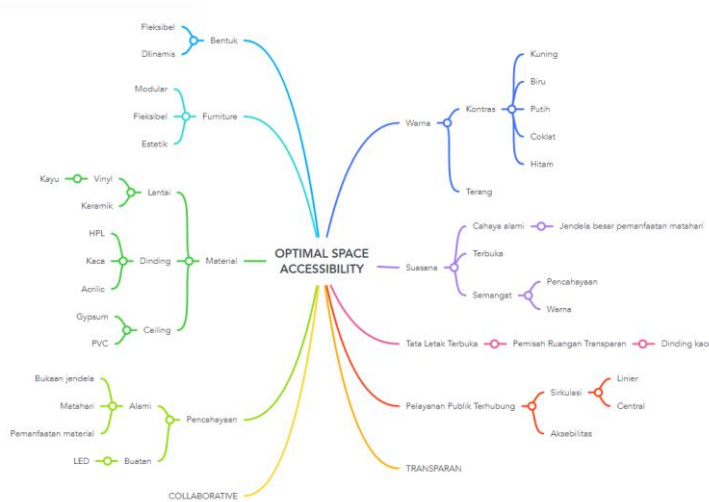 OPTIMAL SPACE
ACCESSIBILITY
Bentuk
Fleksibel
DIinamis
Furniture
Modular
Fleksibel
Estetik
Material
Lantai
Vinyl
Kayu
Keramik
Dinding
HPL
Kaca
Acrilic
Ceiling
Gypsum
PVC
Pencahayaan
Alami
Bukaan jendela
Matahari
Pemanfaatan material
Buatan
LED
COLLABORATIVE
Warna
Kontras
Kuning
Biru
Putih
Coklat
Hitam
Terang
Suasana
Cahaya alami
Jendela besar pemanfaatan matahari
Terbuka
Semangat
Pencahayaan
Warna
Tata Letak Terbuka
Pemisah Ruangan Transparan
Dinding kaca
Pelayanan Publik Terhubung
Sirkulasi
Linier
Central
Aksebilitas
TRANSPARAN